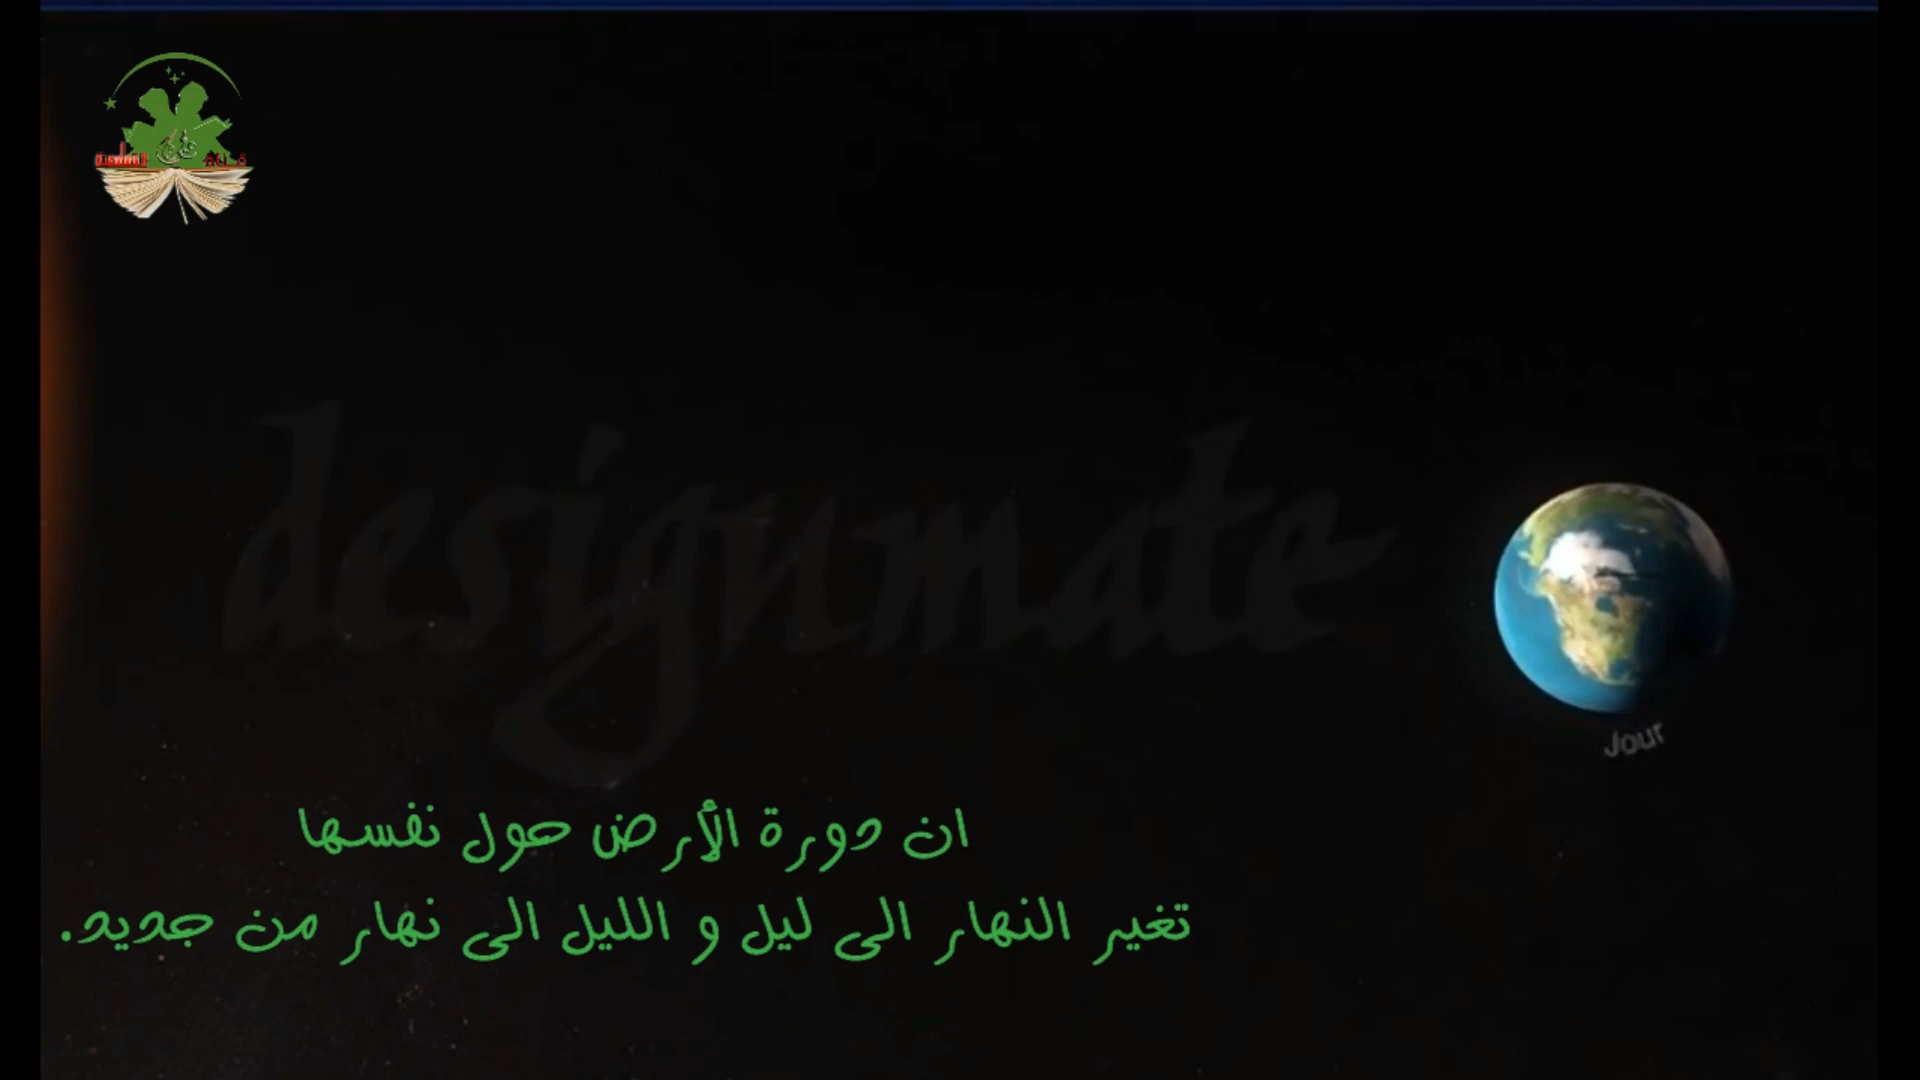 designmate
Jour
ان دورة الأرض حول نفسها
تغير النهار الى ليل و الليل الى نهار من جديد.